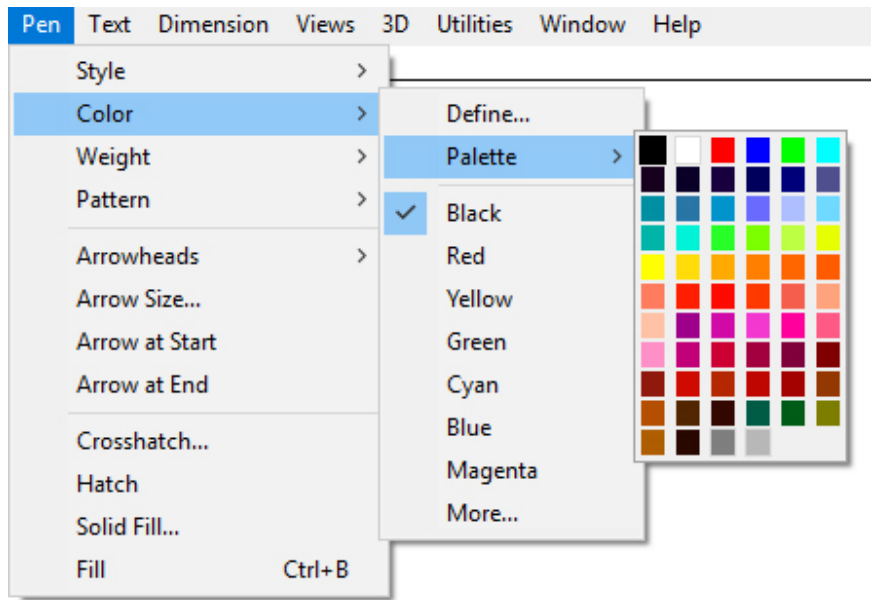 Pen Text Dimension Views 3D Utilities Window Help
Style >
Color >
Weight >
Pattern >
Arrowheads >
Arrow Size...
Arrow at Start
Arrow at End
Crosshatch...
Hatch
Solid Fill...
Fill Ctrl+B
Define...
Palette >
Black
Red
Yellow
Green
Cyan
Blue
Magenta
More...